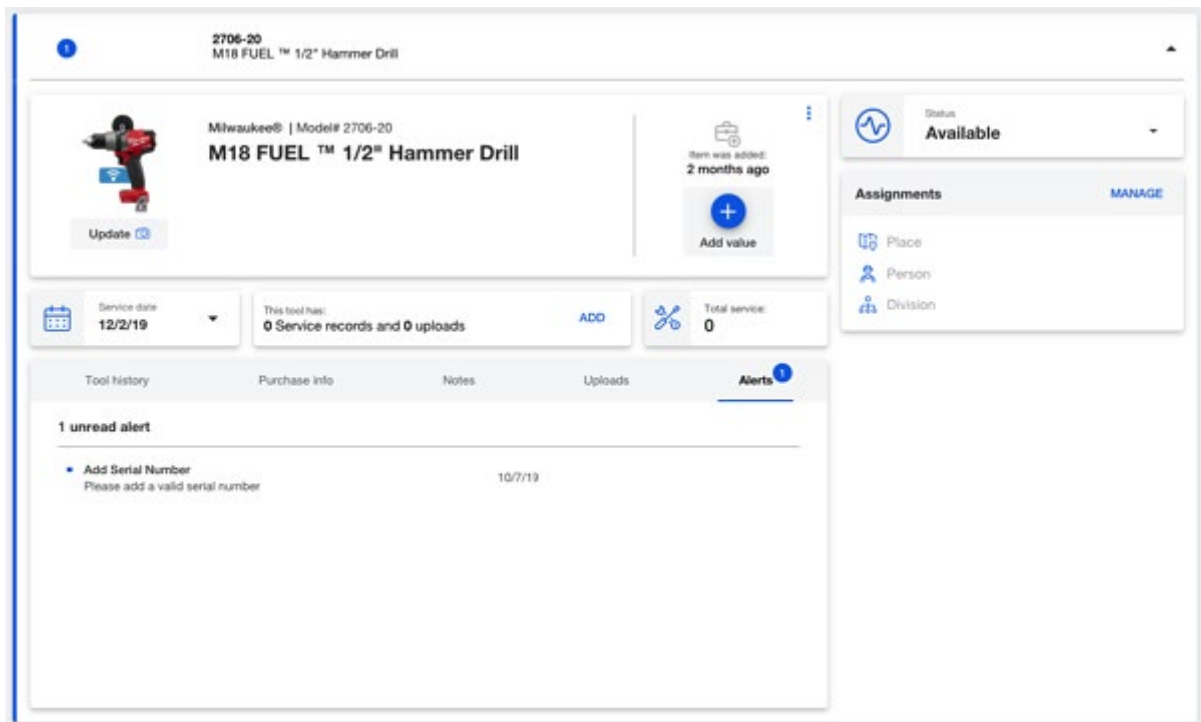 1
2706-20
M18 FUEL ™ 1/2" Hammer Drill
Milwaukee® | Model# 2706-20
M18 FUEL ™ 1/2" Hammer Drill
Update
Item was added:
2 months ago
Add value
Status
Available
Assignments MANAGE
Place
Person
Division
Service date
12/2/19
This tool has:
0 Service records and 0 uploads
ADD
Total service:
0
Tool history Purchase info Notes Uploads Alerts 1
1 unread alert
Add Serial Number
Please add a valid serial number
10/7/19